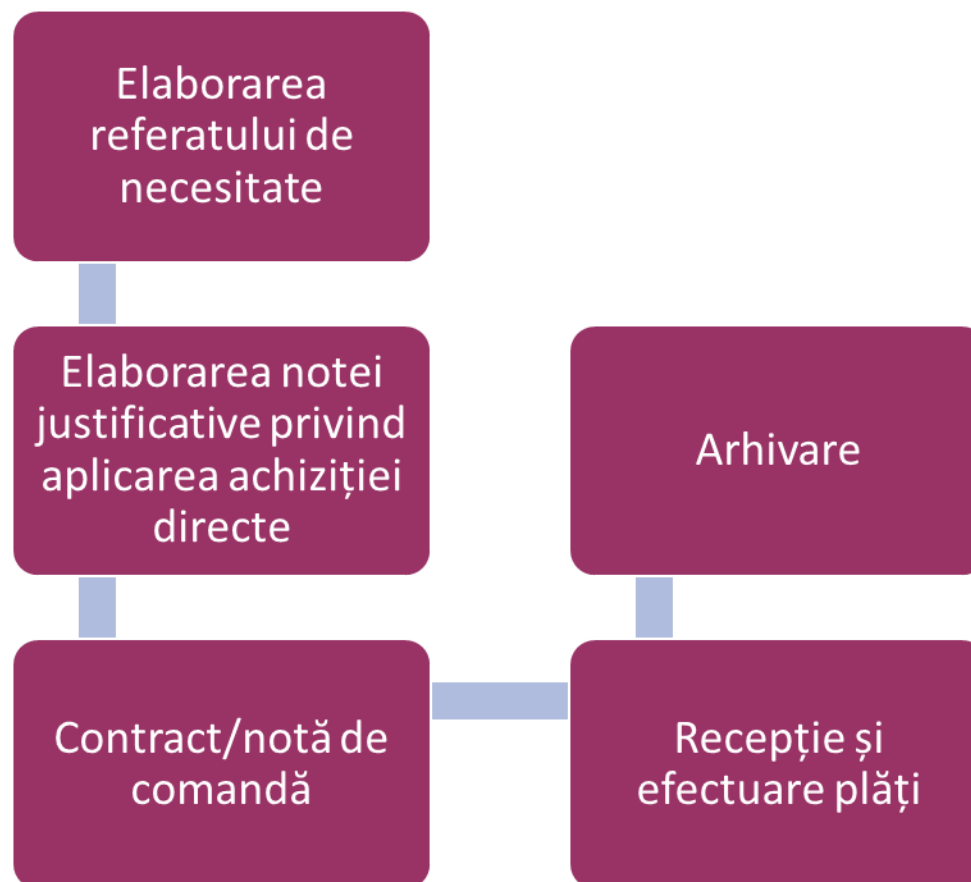 Elaborarea
referatului de
necesitate
Elaborarea notei
justificative privind
aplicarea achiziției
directe
Contract/notă de
comandă
Recepție și
efectuare plăți
Arhivare